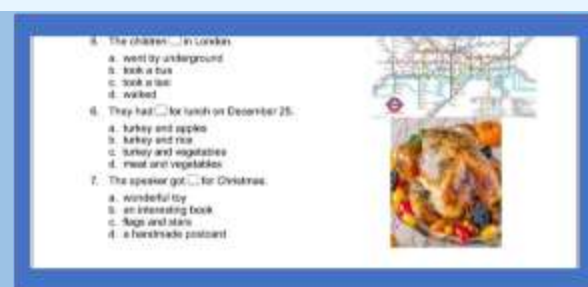 5. The children in London.
a. went by underground
b. took a bus
c. took a taxi
d. walked
6. They had for lunch on December 25.
a. turkey and apples
b. turkey and rice
c. turkey and vegetables
d. meat and vegetables
7. The speaker got for Christmas.
a. wonderful toy
b. an interesting book
c. flags and stars
d. a handmade postcard